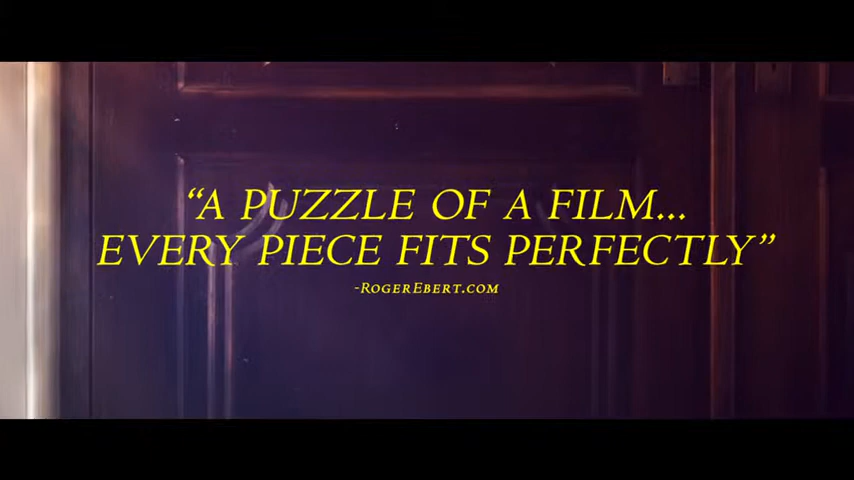 “A PUZZLE OF A FILM...
EVERY PIECE FITS PERFECTLY”
-ROGEREBERT.COM